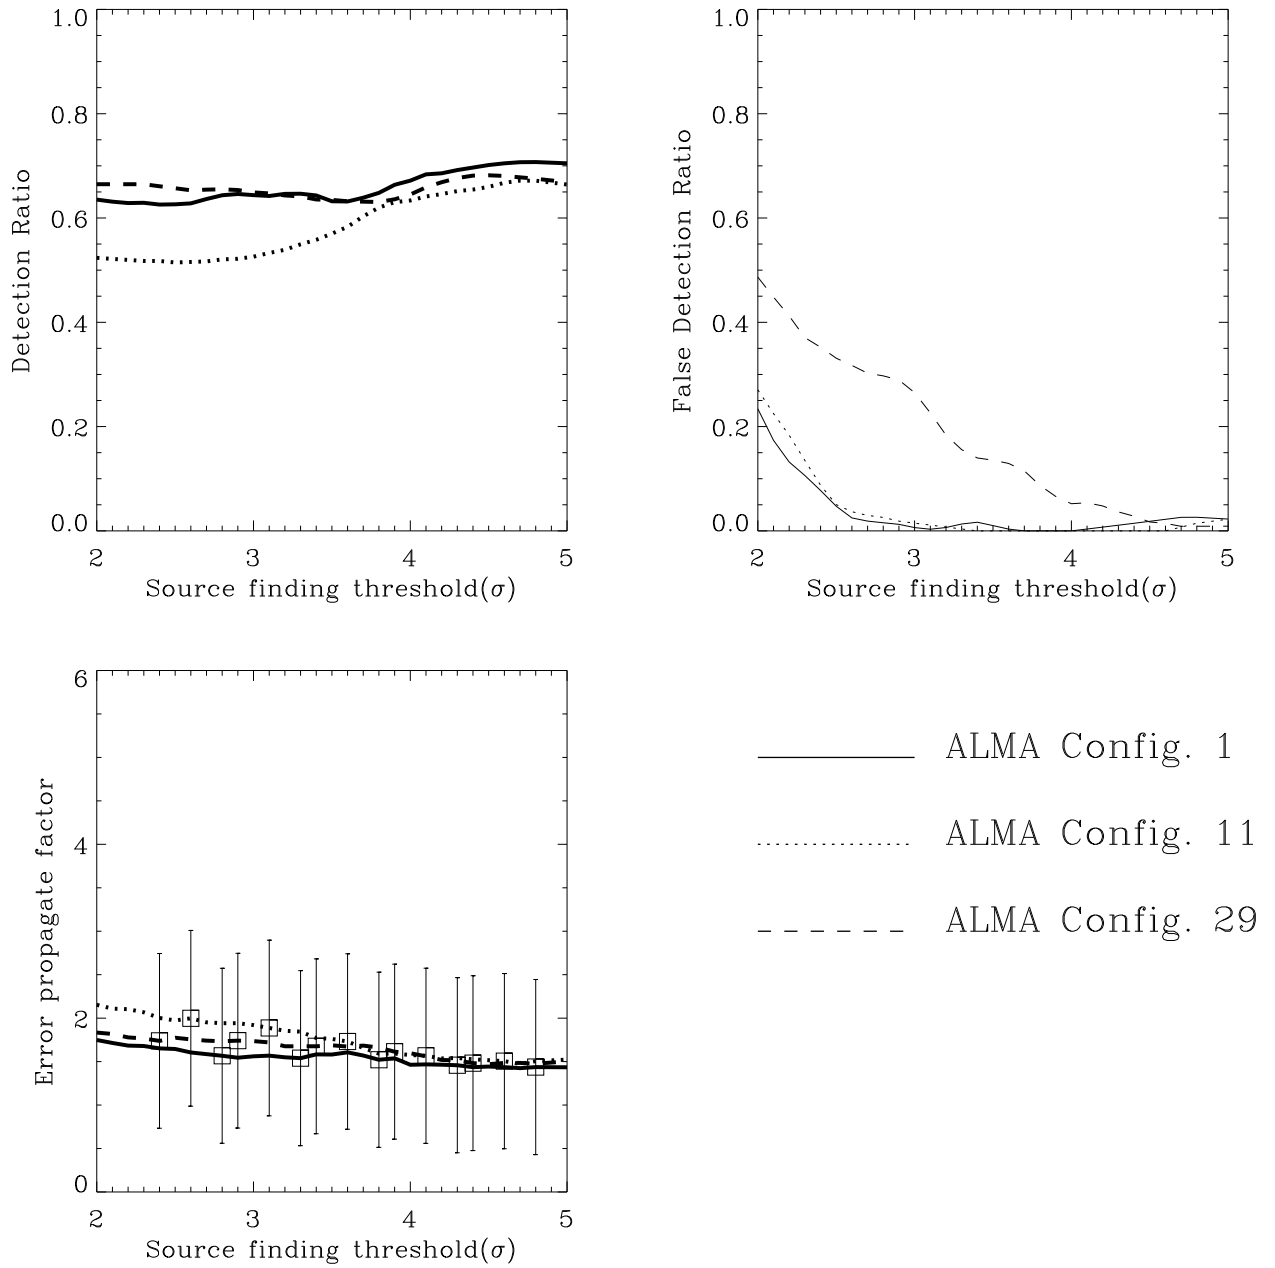 1.0
0.8
0.6
0.4
0.2
0.0
Detection Ratio
2 3 4 5
Source finding threshold(σ)
1.0
0.8
0.6
0.4
0.2
0.0
False Detection Ratio
2 3 4 5
Source finding threshold(σ)
6
4
2
0
Error propagate factor
2 3 4 5
Source finding threshold(σ)
ALMA Config. 1
ALMA Config. 11
ALMA Config. 29